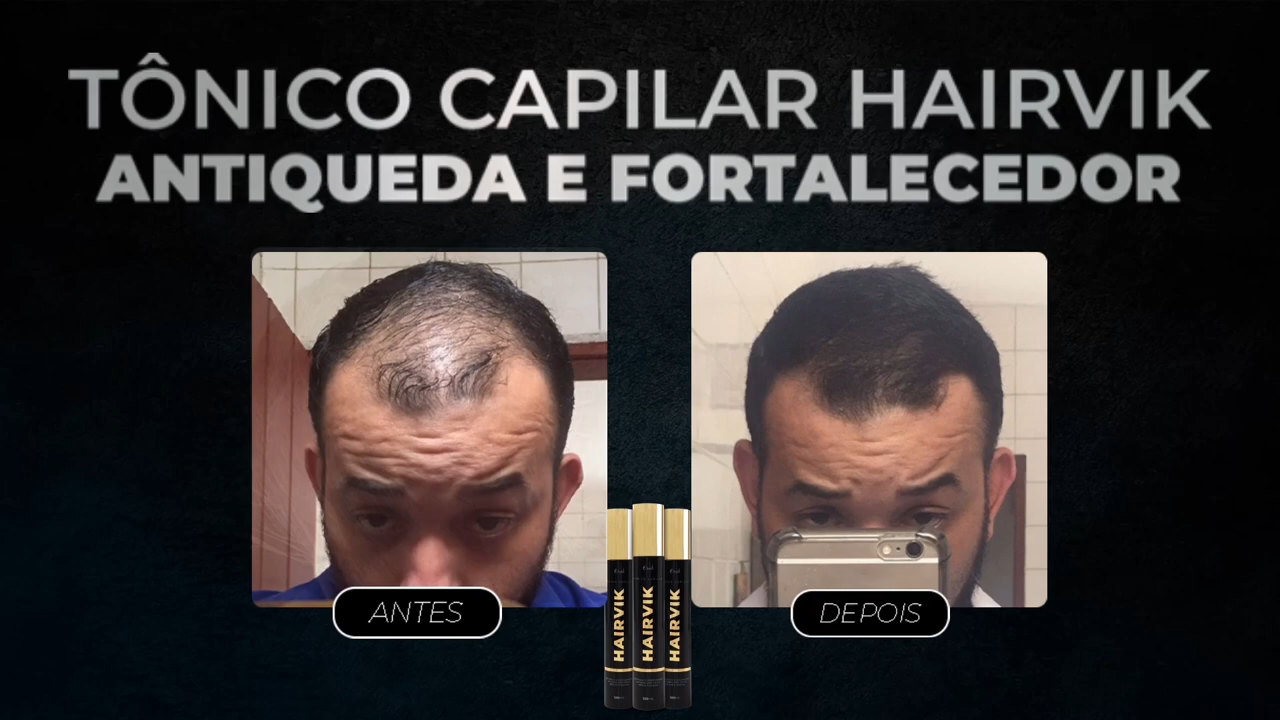 TÔNICO CAPILAR HAIRVIK
ANTIQUEDA E FORTALECEDOR
ANTES
DEPOIS
HAIRVIK
HAIRVIK
HAIRVIK